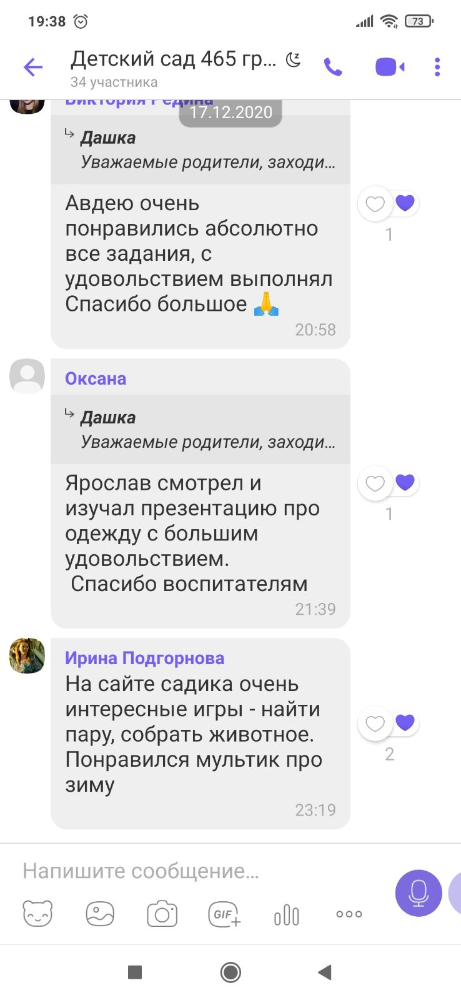 19:38
73
Детский сад 465 гр...
34 участника
Виктория Редина
17.12.2020
Дашка
Уважаемые родители, заходи...
Авдею очень
понравились абсолютно
все задания, с
удовольствием выполнял
Спасибо большое 🙏
1
20:58
Оксана
Дашка
Уважаемые родители, заходи...
Ярослав смотрел и
изучал презентацию про
одежду с большим
удовольствием.
Спасибо воспитателям
1
21:39
Ирина Подгорнова
На сайте садика очень
интересные игры - найти
пару, собрать животное.
Понравился мультик про
зиму
2
23:19
Напишите сообщение...
GIF